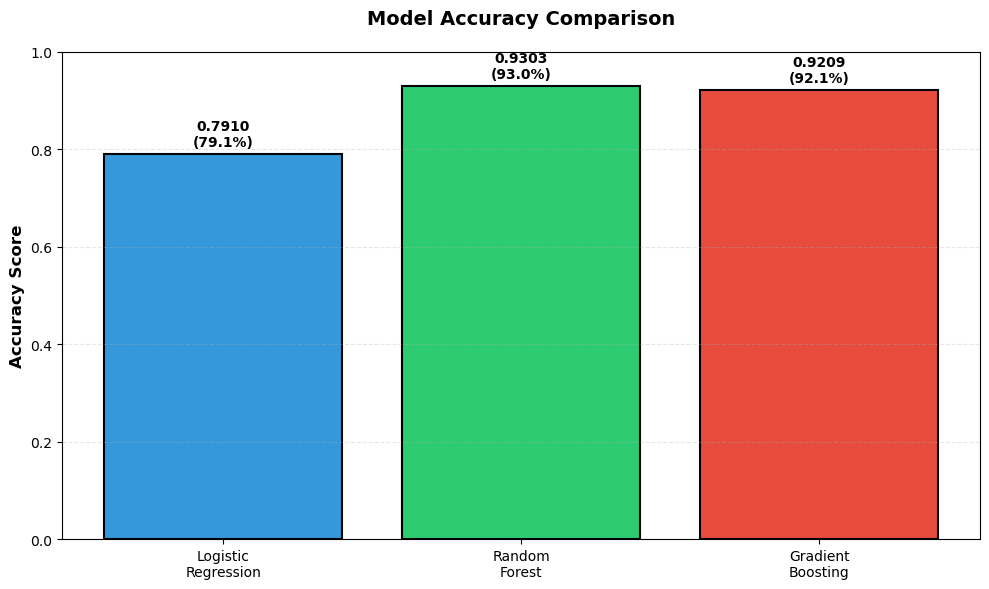 Model Accuracy Comparison
Accuracy Score
1.0
0.8
0.6
0.4
0.2
0.0
0.7910
(79.1%)
0.9303
(93.0%)
0.9209
(92.1%)
Logistic
Regression
Random
Forest
Gradient
Boosting